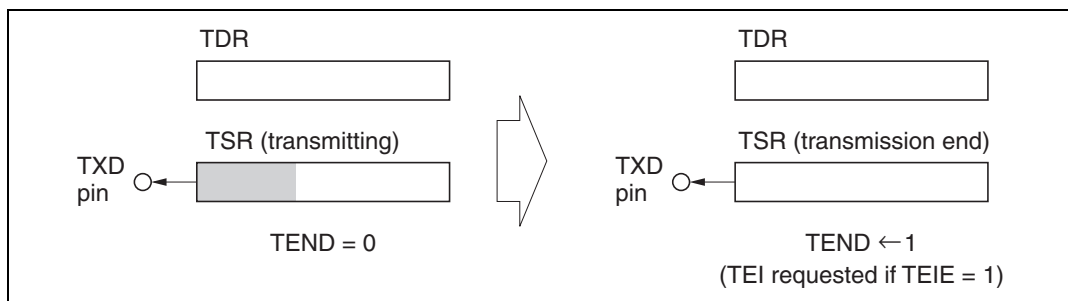 TDR
TSR (transmitting)
TXD
pin
TEND = 0
TDR
TSR (transmission end)
TXD
pin
TEND ←1
(TEI requested if TEIE = 1)